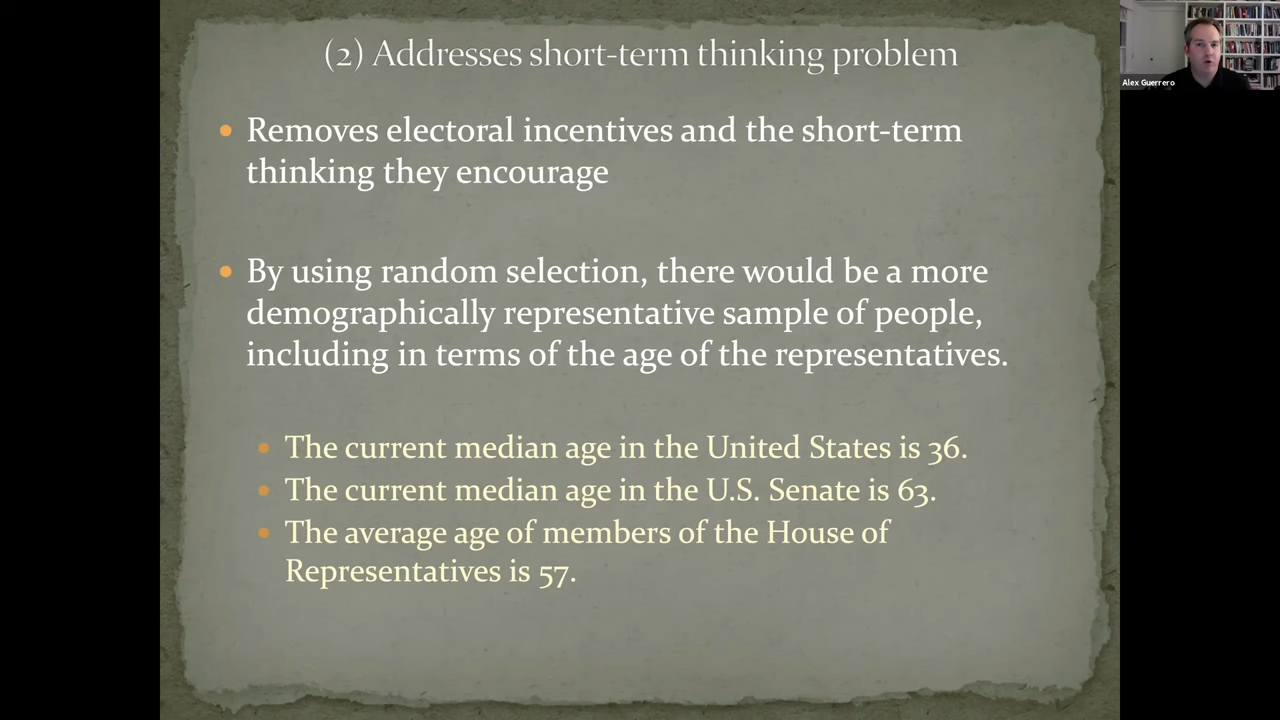 (2) Addresses short-term thinking problem
Alex Guerrero
• Removes electoral incentives and the short-term
thinking they encourage
• By using random selection, there would be a more
demographically representative sample of people,
including in terms of the age of the representatives.
• The current median age in the United States is 36.
• The current median age in the U.S. Senate is 63.
• The average age of members of the House of
Representatives is 57.